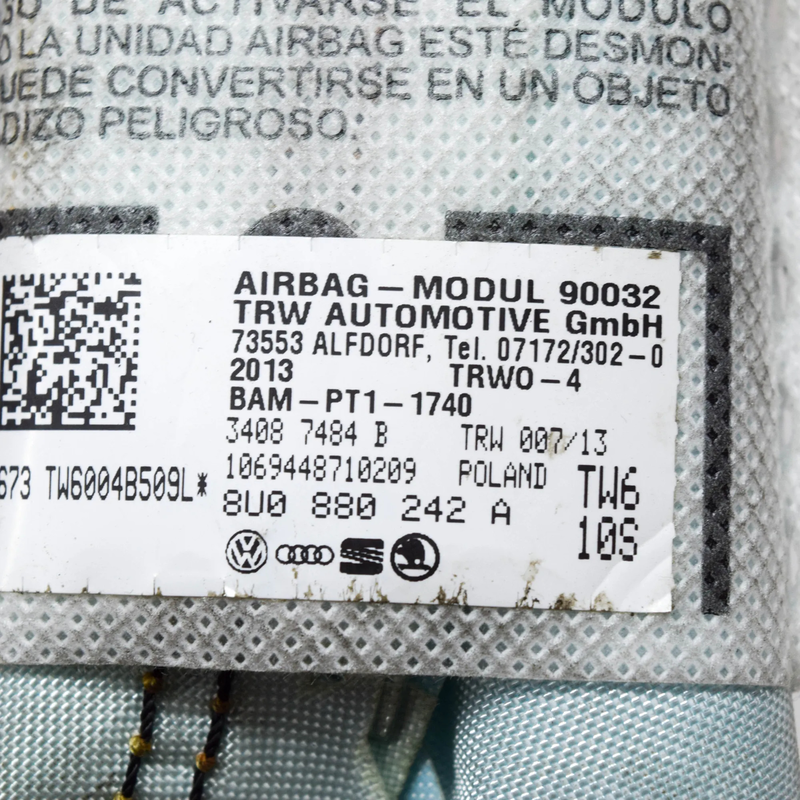 GO DE ACTIVARSE EL MÓDULO
O LA UNIDAD AIRBAG ESTÉ DESMON-
UEDE CONVERTIRSE EN UN OBJETO
DIZO PELIGROSO.
AIRBAG – MODUL 90032
TRW AUTOMOTIVE GmbH
73553 ALFDORF, Tel. 07172/302-0
2013 TRWO-4
BAM-PT1-1740
3408 7484 B TRW 007/13
1069448710209 POLAND TW6
673 TW6004B509L*
8U0 880 242 A 10S